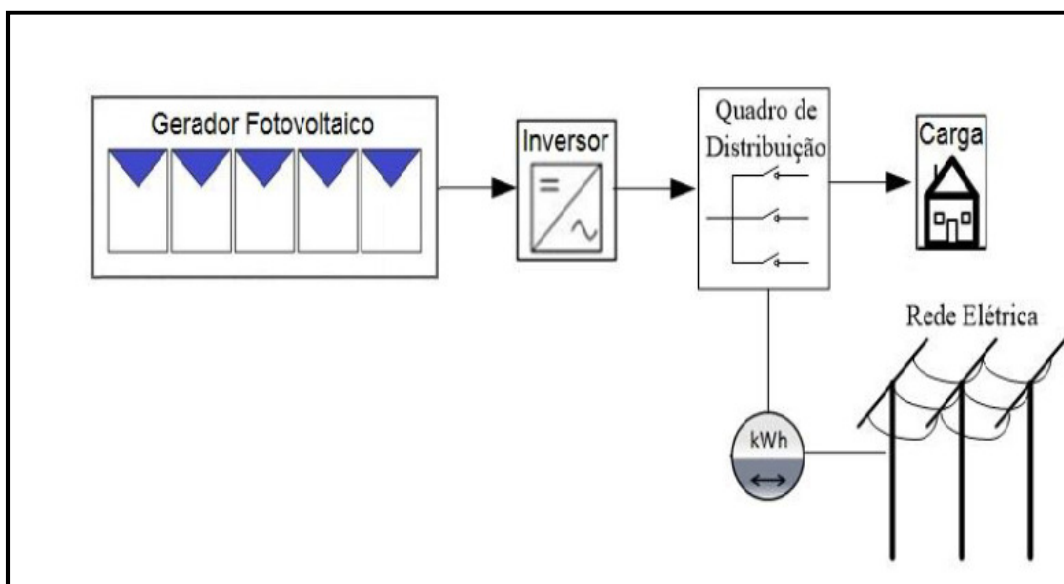 Gerador Fotovoltaico
Inversor
Quadro de
Distribuição
Carga
Rede Elétrica
kWh